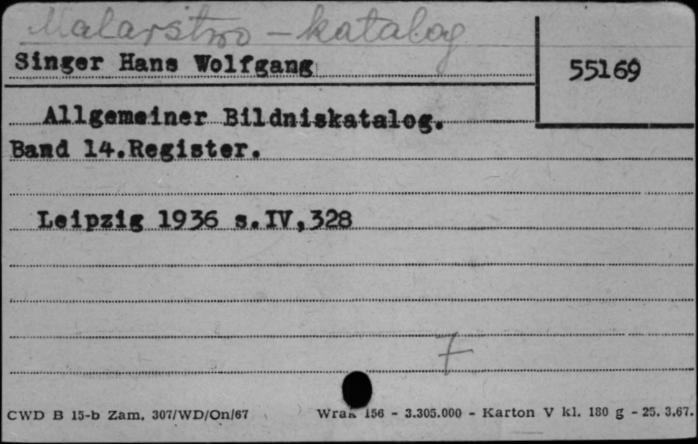 Malarstwo - katalog
Singer Hans Wolfgang
55169
Allgemeiner Bildniskatalog.
Band 14.Register.
Leipzig 1936 s.IV,328
CWD B 15-b Zam. 307/WD/On/67 Wrak 156 - 3.305.000 - Karton V kl. 180 g - 25. 3.67.